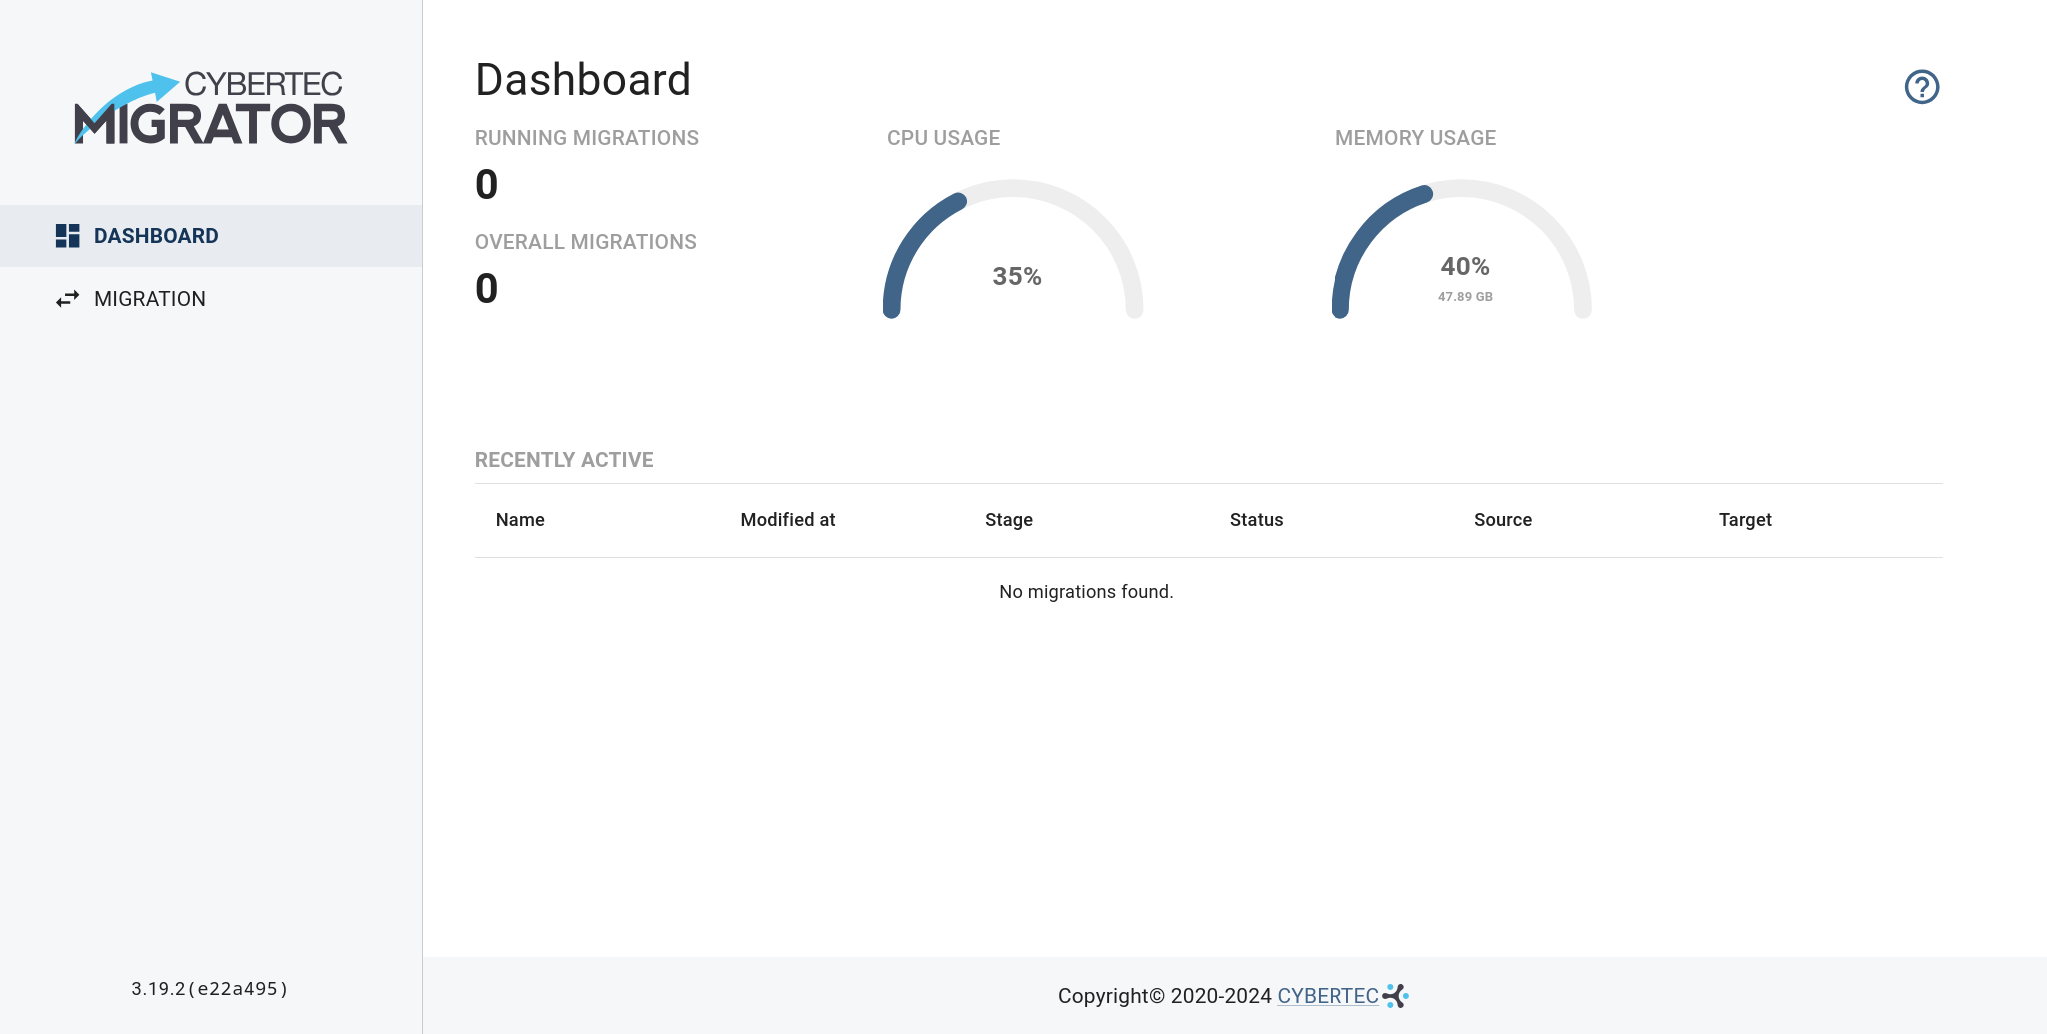 CYBERTEC
MIGRATOR
DASHBOARD
MIGRATION
3.19.2(e22a495)
Dashboard
RUNNING MIGRATIONS
0
OVERALL MIGRATIONS
0
CPU USAGE
35%
MEMORY USAGE
40%
47.89 GB
RECENTLY ACTIVE
Name Modified at Stage Status Source Target
No migrations found.
Copyright© 2020-2024 CYBERTEC